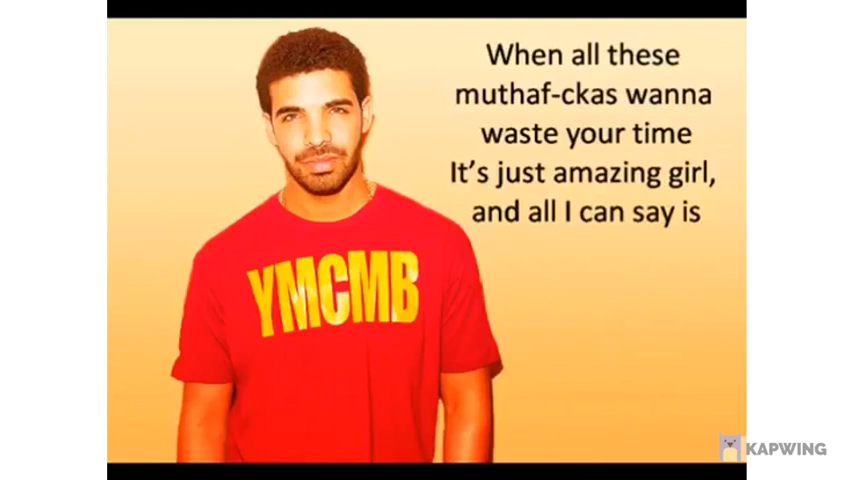 When all these
muthaf-ckas wanna
waste your time
It's just amazing girl,
and all I can say is
YMCMB
KAPWING